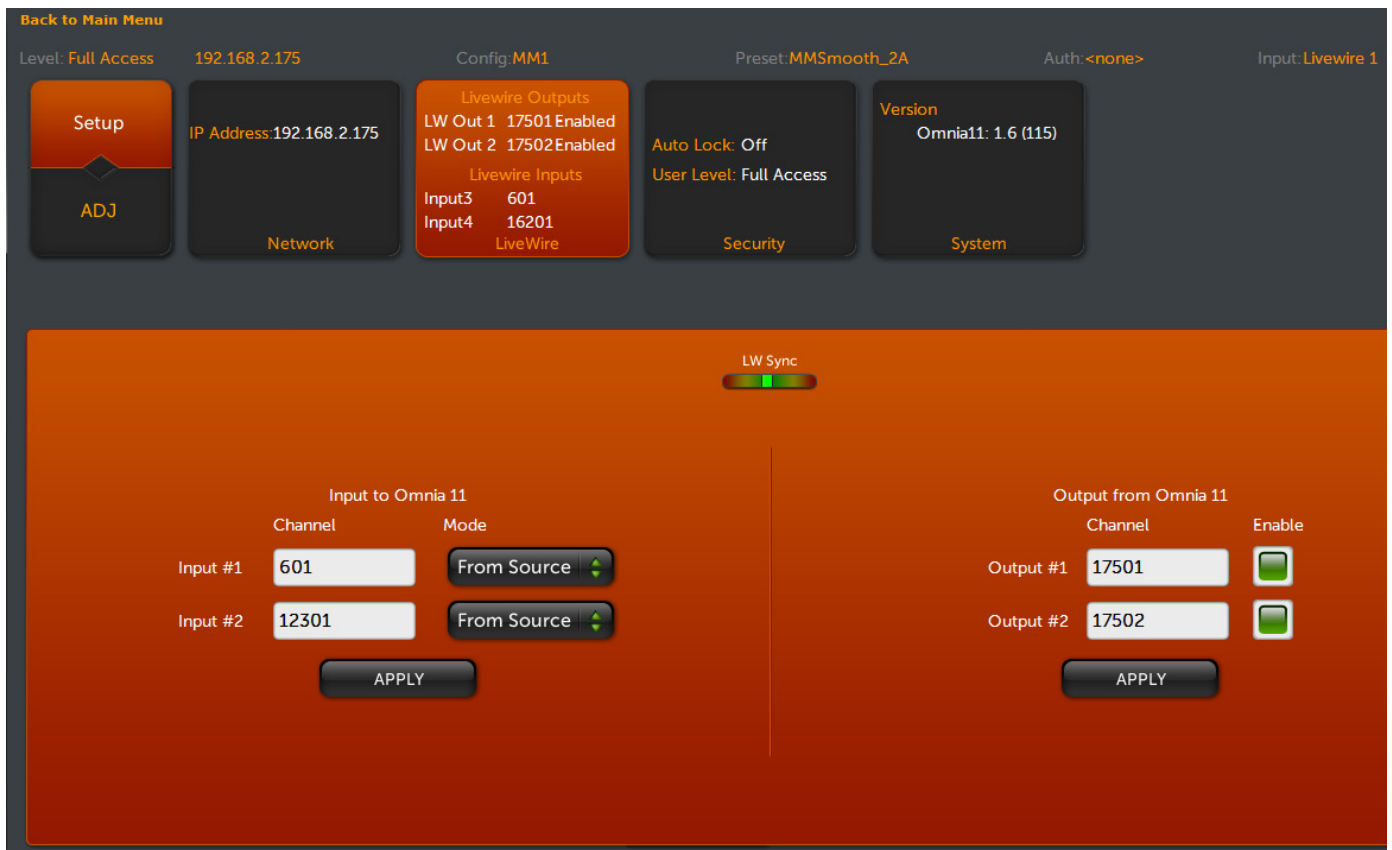 Back to Main Menu
Level: Full Access 192.168.2.175 Config:MM1 Preset:MMSmooth_2A Auth:<none> Input:Livewire 1
Setup
ADJ
IP Address:192.168.2.175
Network
Livewire Outputs
LW Out 1 17501Enabled
LW Out 2 17502Enabled
Livewire Inputs
Input3 601
Input4 16201
LiveWire
Auto Lock: Off
User Level: Full Access
Security
Version
Omnia11: 1.6 (115)
System
LW Sync
Input to Omnia 11
Channel Mode
Input #1 601 From Source
Input #2 12301 From Source
APPLY
Output from Omnia 11
Channel Enable
Output #1 17501
Output #2 17502
APPLY